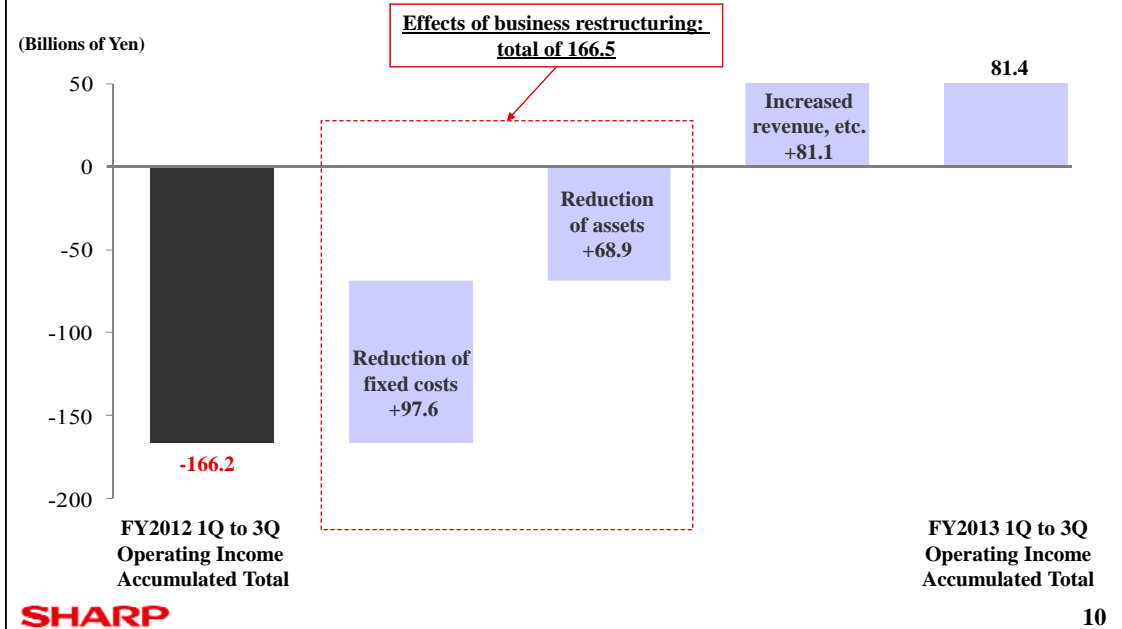 Effects of business restructuring:
total of 166.5
(Billions of Yen)
50
0
-50
-100
-150
-200
-166.2
Reduction of
fixed costs
+97.6
Reduction
of assets
+68.9
Increased
revenue, etc.
+81.1
81.4
FY2012 1Q to 3Q
Operating Income
Accumulated Total
FY2013 1Q to 3Q
Operating Income
Accumulated Total
SHARP
10